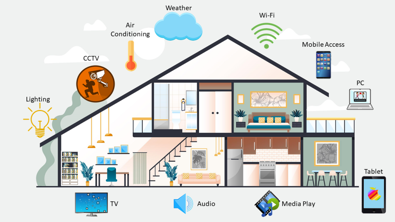 Weather
Wi-Fi
Air
Conditioning
Mobile Access
CCTV
PC
Lighting
Tablet
TV
Audio
Media Play